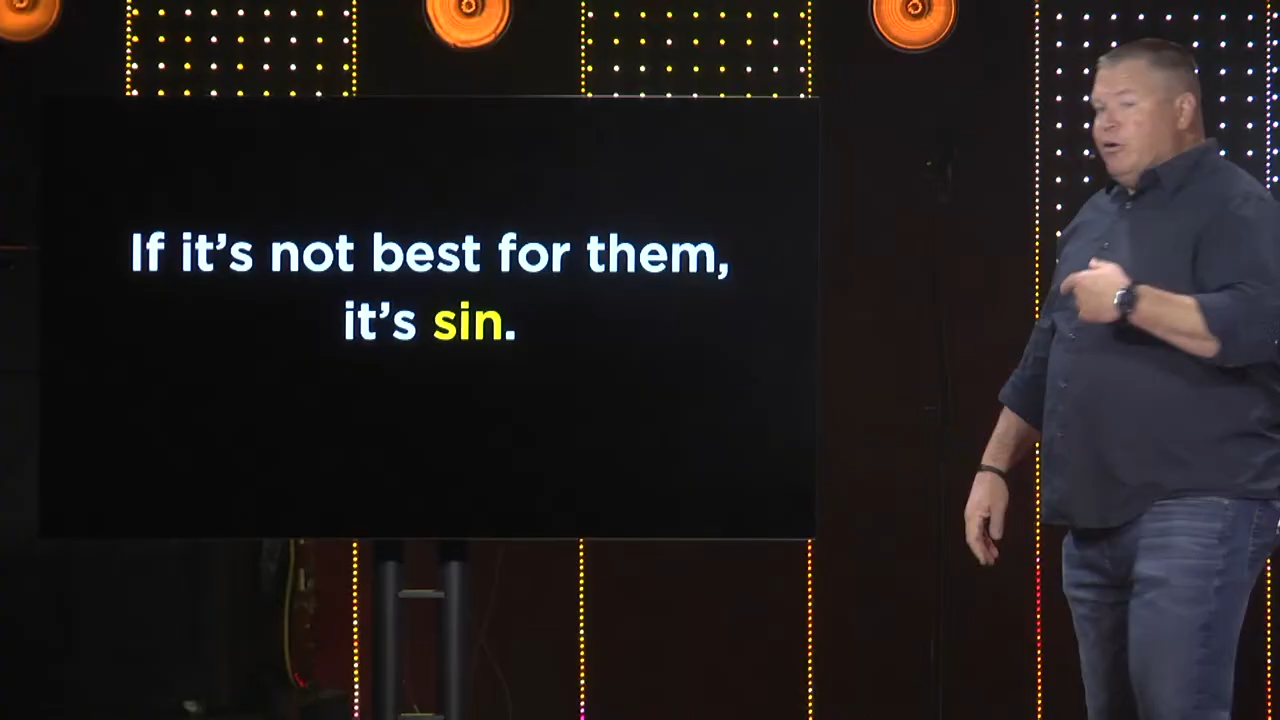 If it’s not best for them,
it’s sin.